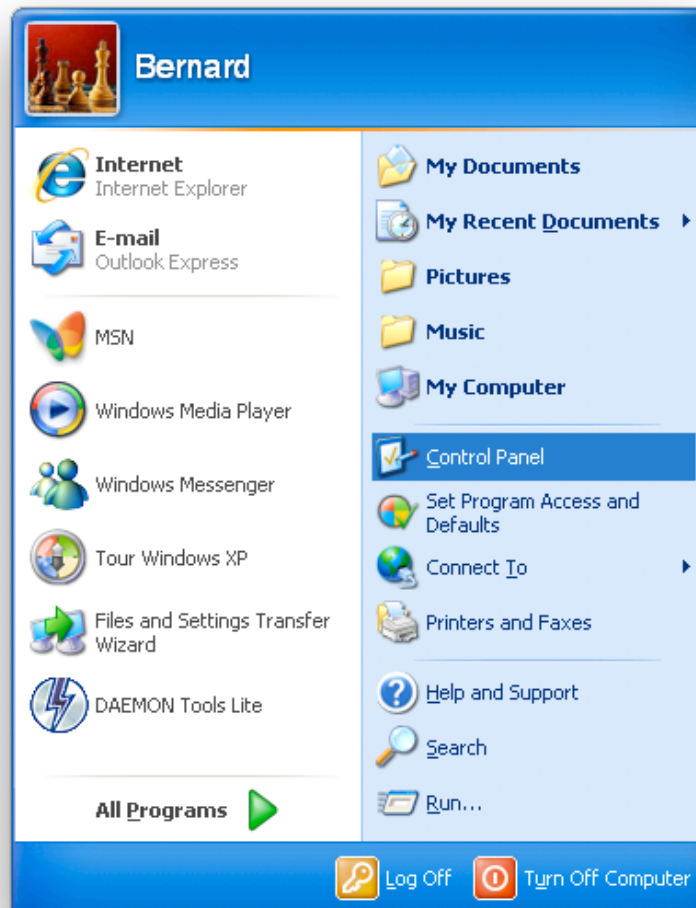 Bernard
Internet
Internet Explorer
E-mail
Outlook Express
MSN
Windows Media Player
Windows Messenger
Tour Windows XP
Files and Settings Transfer
Wizard
DAEMON Tools Lite
All Programs
My Documents
My Recent Documents
Pictures
Music
My Computer
Control Panel
Set Program Access and
Defaults
Connect To
Printers and Faxes
Help and Support
Search
Run...
Log Off
Turn Off Computer